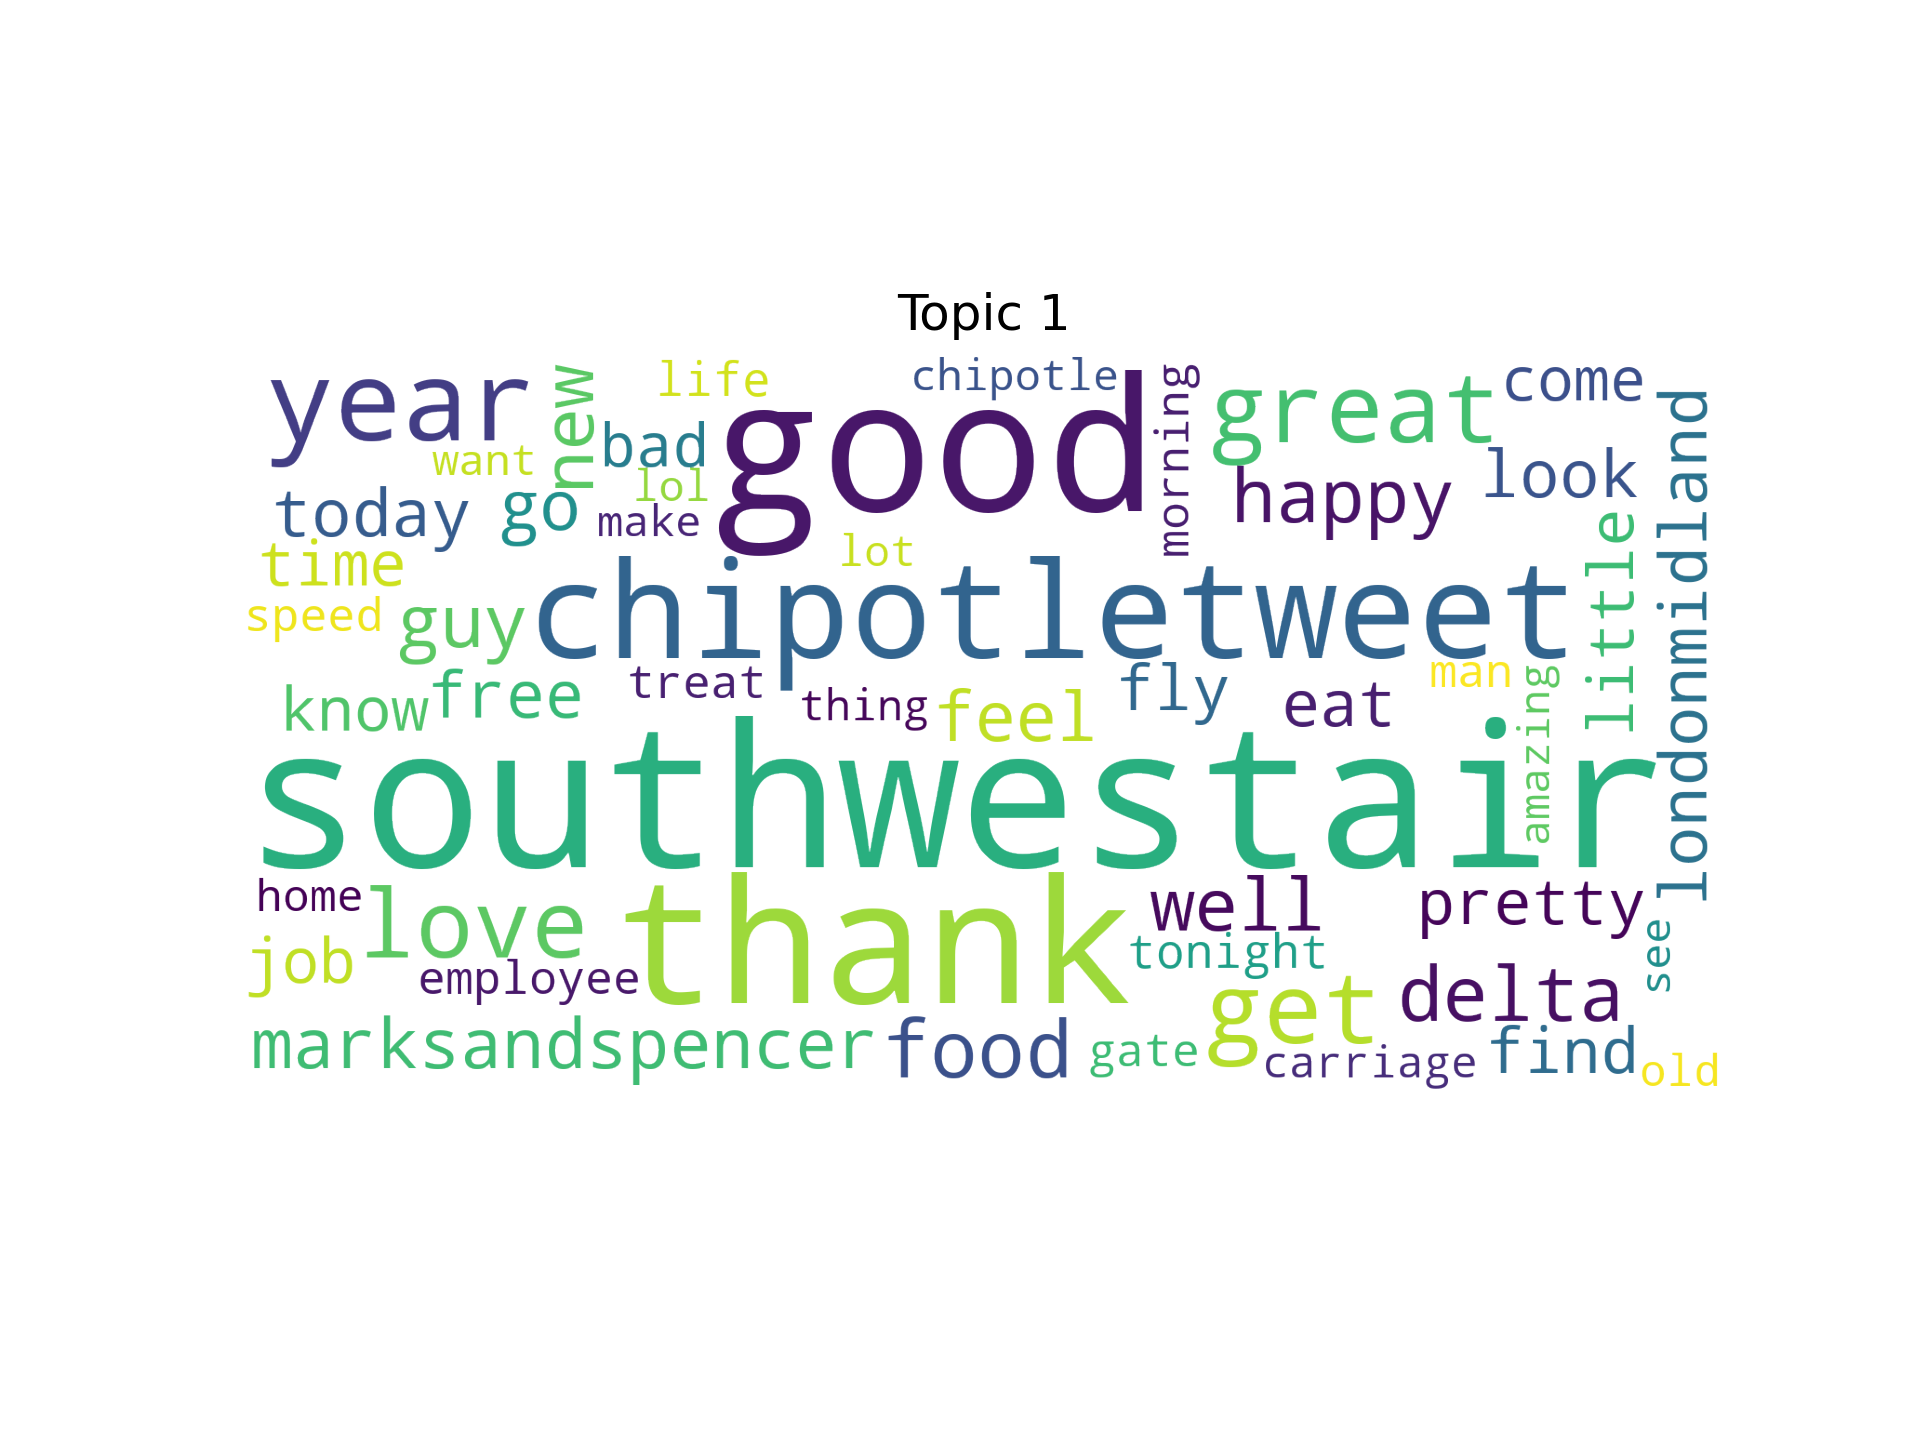 Topic 1
year
new
life
chipotle
good
morning
great
come
want
bad
lol
happy
look
today
go
make
lot
londonmidland
little
time
speed
guy
chipotletweet
know
free
treat
thing
feel
fly
eat
man
amazing
southwestair
home
love
thank
well
pretty
job
employee
tonight
see
get
delta
marksandspencer
food
gate
carriage
find
old